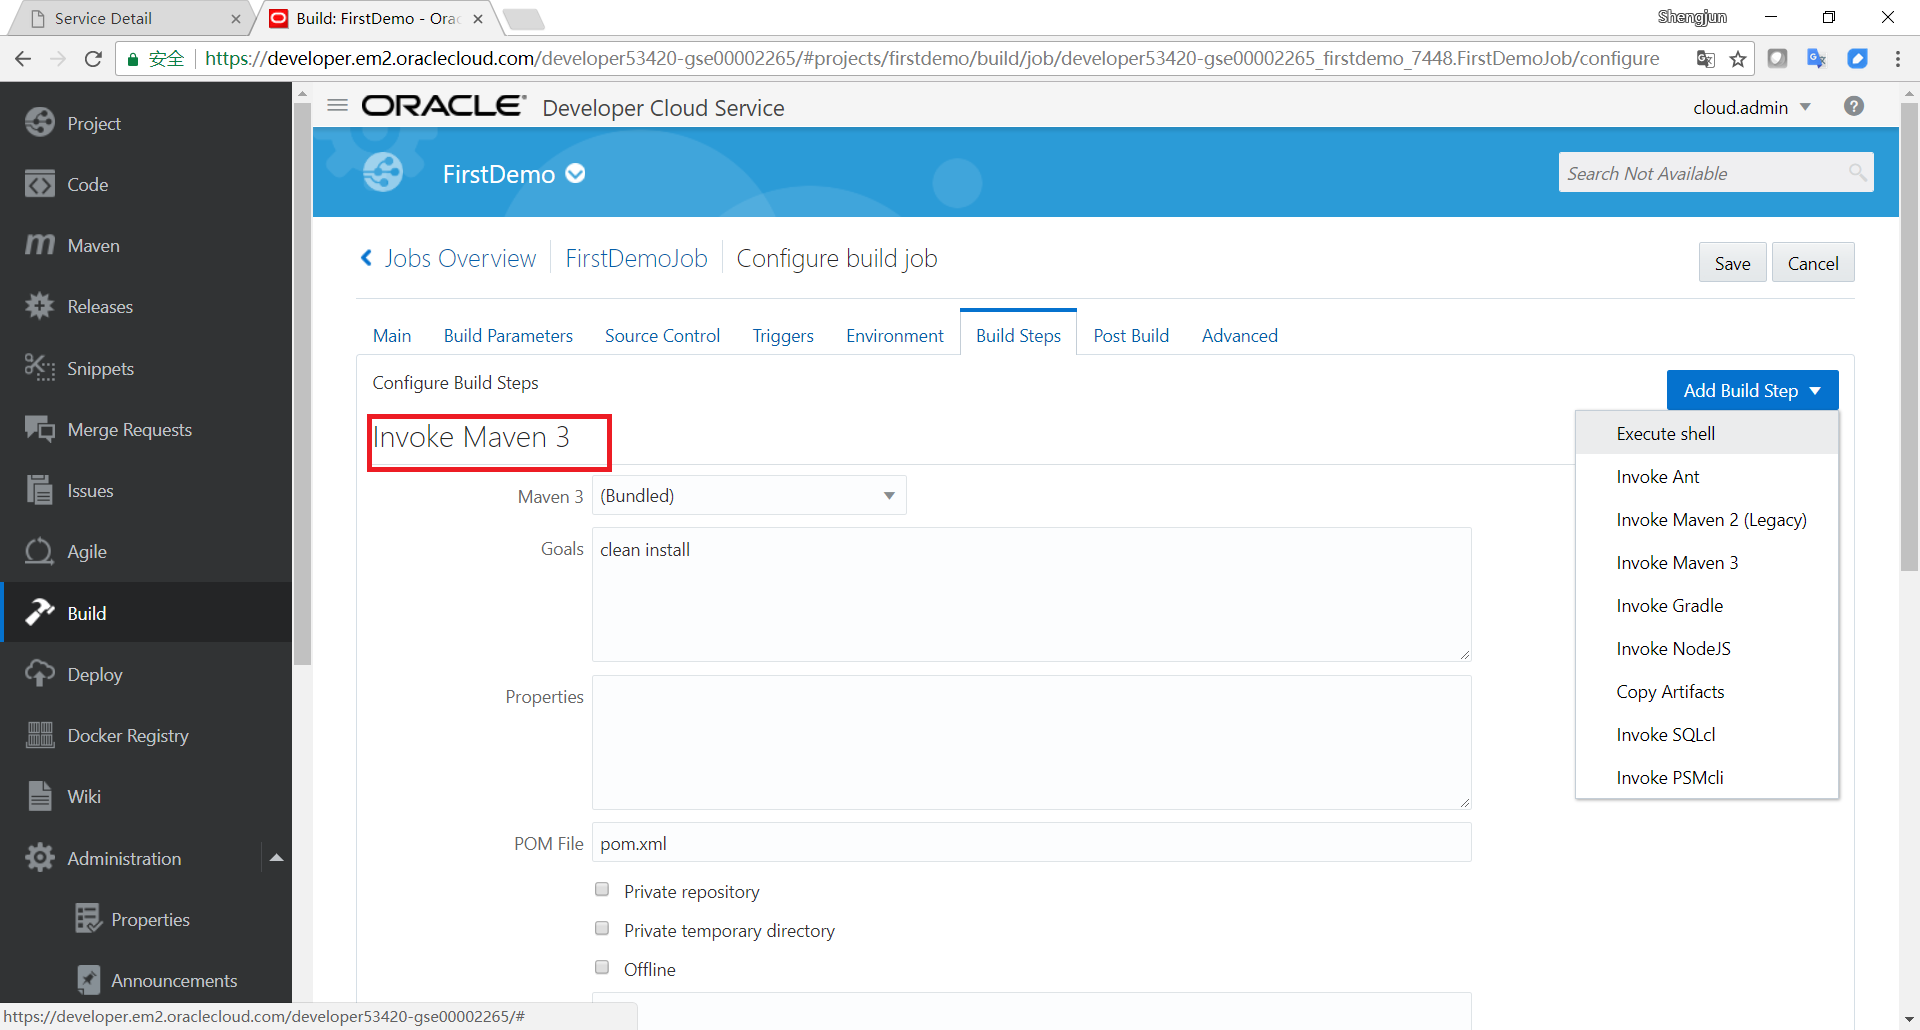 Service Detail
Build: FirstDemo - Orac
Shengjun
安全
https://developer.em2.oraclecloud.com/developer53420-gse00002265/#projects/firstdemo/build/job/developer53420-gse00002265_firstdemo_7448.FirstDemoJob/configure
ORACLE Developer Cloud Service
cloud.admin
?
FirstDemo
Search Not Available
Project
Code
Maven
Releases
Snippets
Merge Requests
Issues
Agile
Build
Deploy
Docker Registry
Wiki
Administration
Properties
Announcements
Jobs Overview
FirstDemoJob
Configure build job
Save
Cancel
Main
Build Parameters
Source Control
Triggers
Environment
Build Steps
Post Build
Advanced
Configure Build Steps
Add Build Step
Execute shell
Invoke Ant
Invoke Maven 2 (Legacy)
Invoke Maven 3
Invoke Gradle
Invoke NodeJS
Copy Artifacts
Invoke SQLcl
Invoke PSMcli
Invoke Maven 3
Maven 3 (Bundled)
Goals clean install
Properties
POM File pom.xml
Private repository
Private temporary directory
Offline
https://developer.em2.oraclecloud.com/developer53420-gse00002265/#